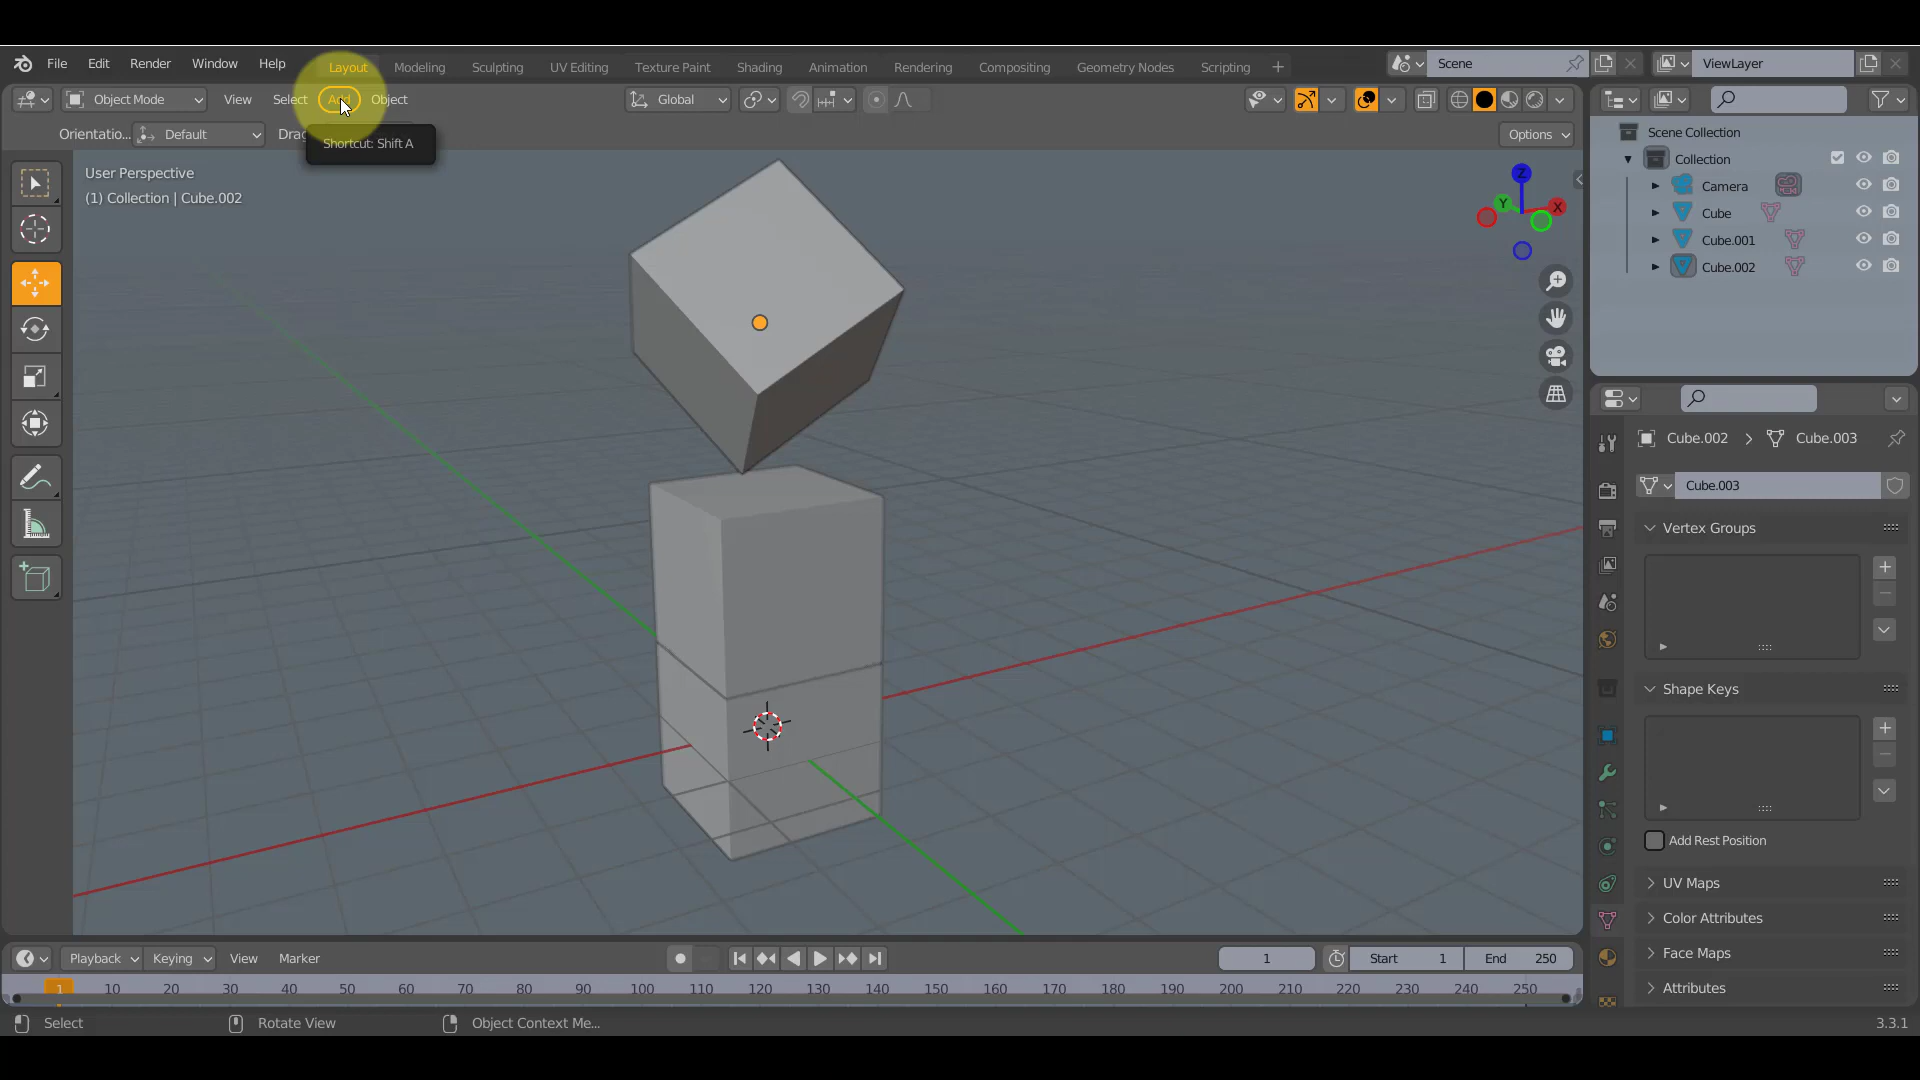 File Edit Render Window Help Layout Modeling Sculpting UV Editing Texture Paint Shading Animation Rendering Compositing Geometry Nodes Scripting + Scene ViewLayer
Object Mode View Select Add Object Global
Orientatio... Default Drag Options
Shortcut: Shift A
User Perspective
(1) Collection | Cube.002
Z
Y
X
Scene Collection
Collection
Camera
Cube
Cube.001
Cube.002
Cube.002 > Cube.003
Cube.003
Vertex Groups
Shape Keys
Add Rest Position
UV Maps
Color Attributes
Face Maps
Attributes
Playback Keying View Marker 1 Start 1 End 250
1 10 20 30 40 50 60 70 80 90 100 110 120 130 140 150 160 170 180 190 200 210 220 230 240 250
Select Rotate View Object Context Me... 3.3.1